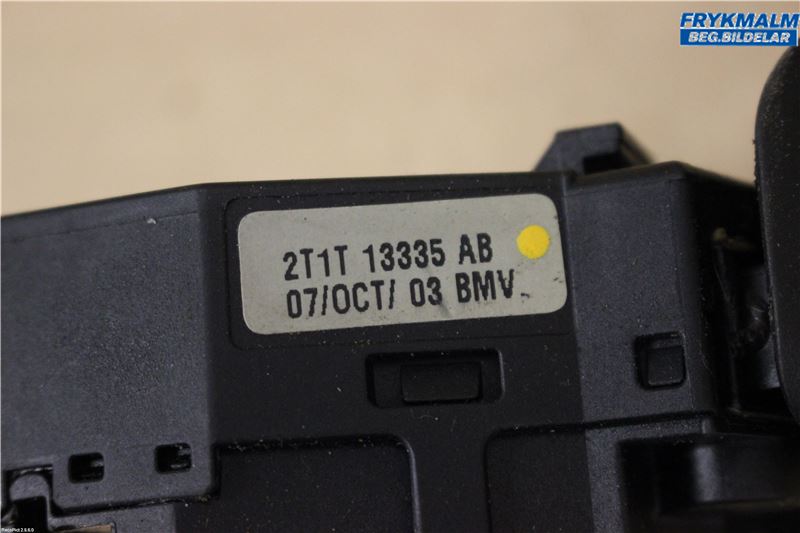 FRYKMALM
BEG.BILDELAR
2T1T 13335 AB
07/OCT/ 03 BMV